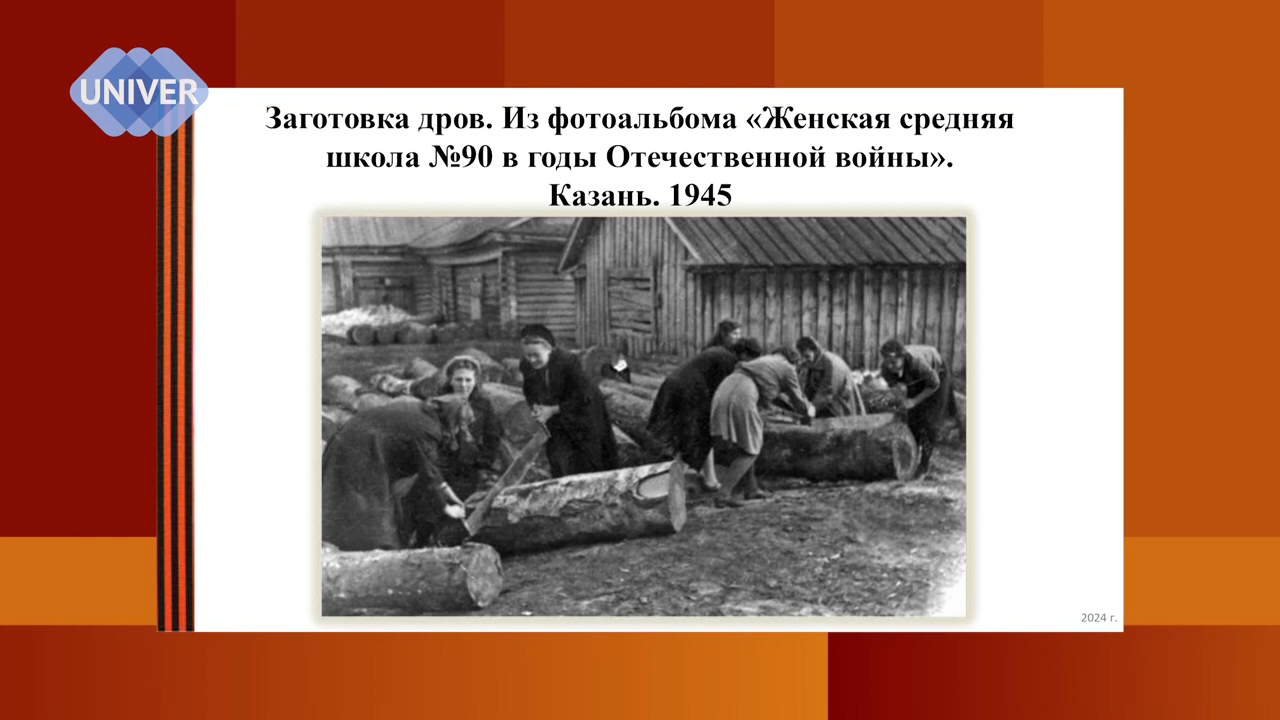 UNIVER
Заготовка дров. Из фотоальбома «Женская средняя
школа №90 в годы Отечественной войны».
Казань. 1945
2024 г.